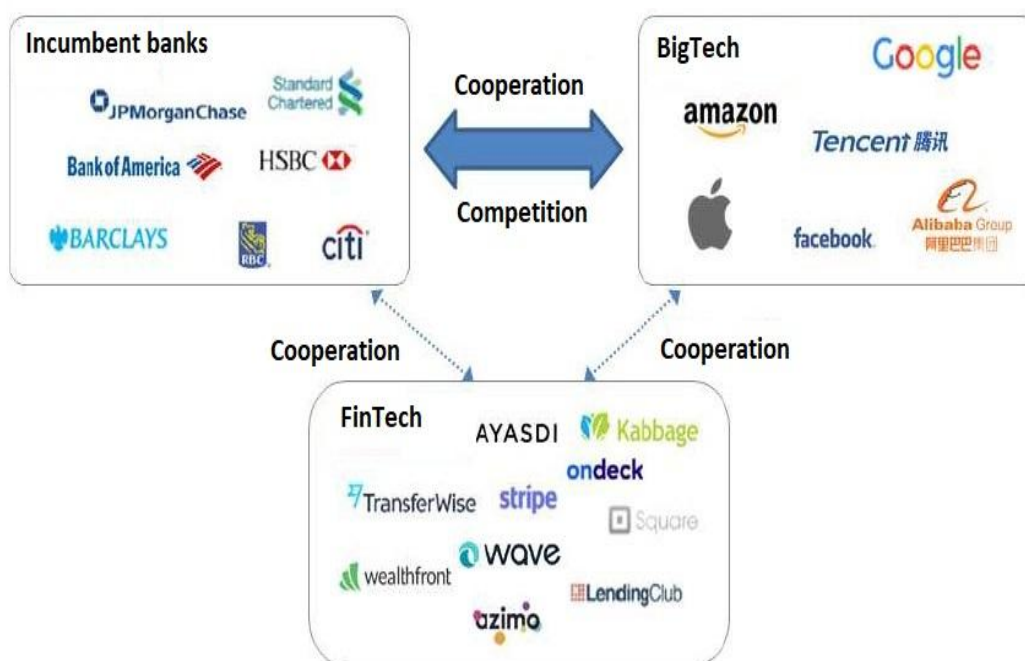 Incumbent banks
JPMorganChase
Standard
Chartered
Bank of America
HSBC
BARCLAYS
RBC
citi
Cooperation
Competition
BigTech
Google
amazon
Tencent 腾讯
facebook
Alibaba Group
阿里巴巴集团
Cooperation
Cooperation
FinTech
AYASDI
Kabbage
ondeck
TransferWise
stripe
Square
wave
wealthfront
LendingClub
azimo